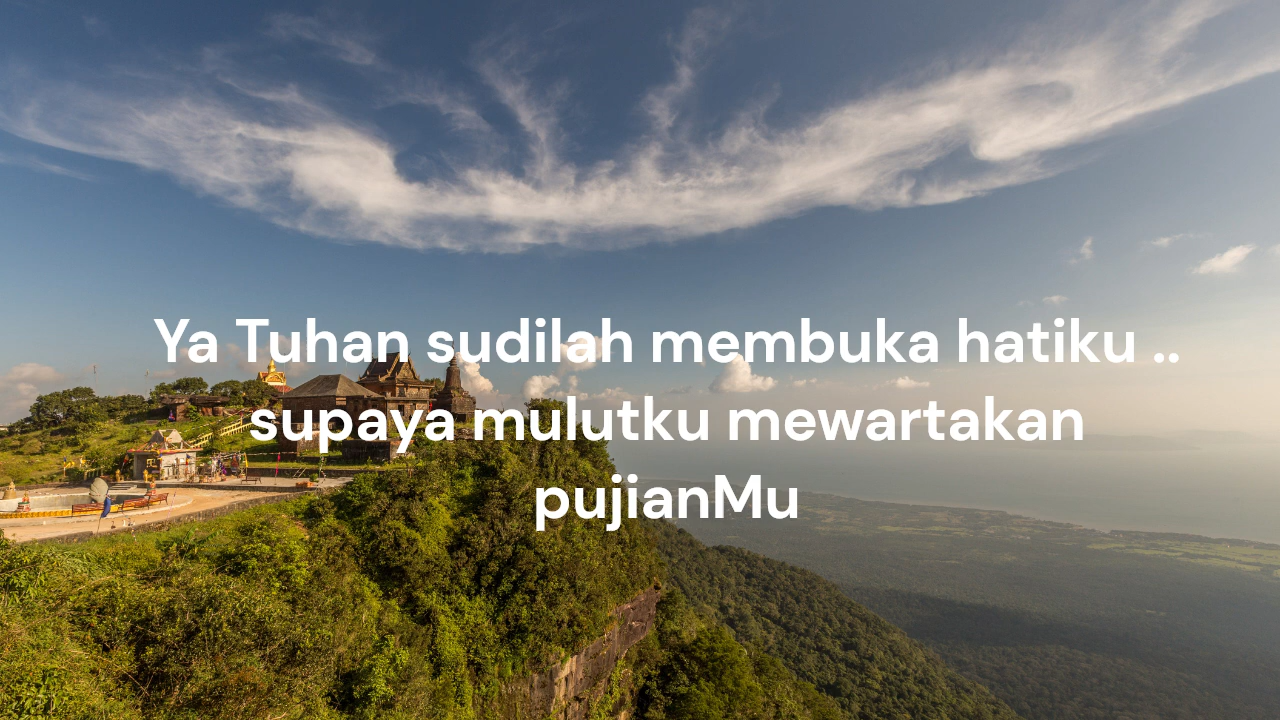 Ya Tuhan sudilah membuka hatiku ..
supaya mulutku mewartakan
pujianMu